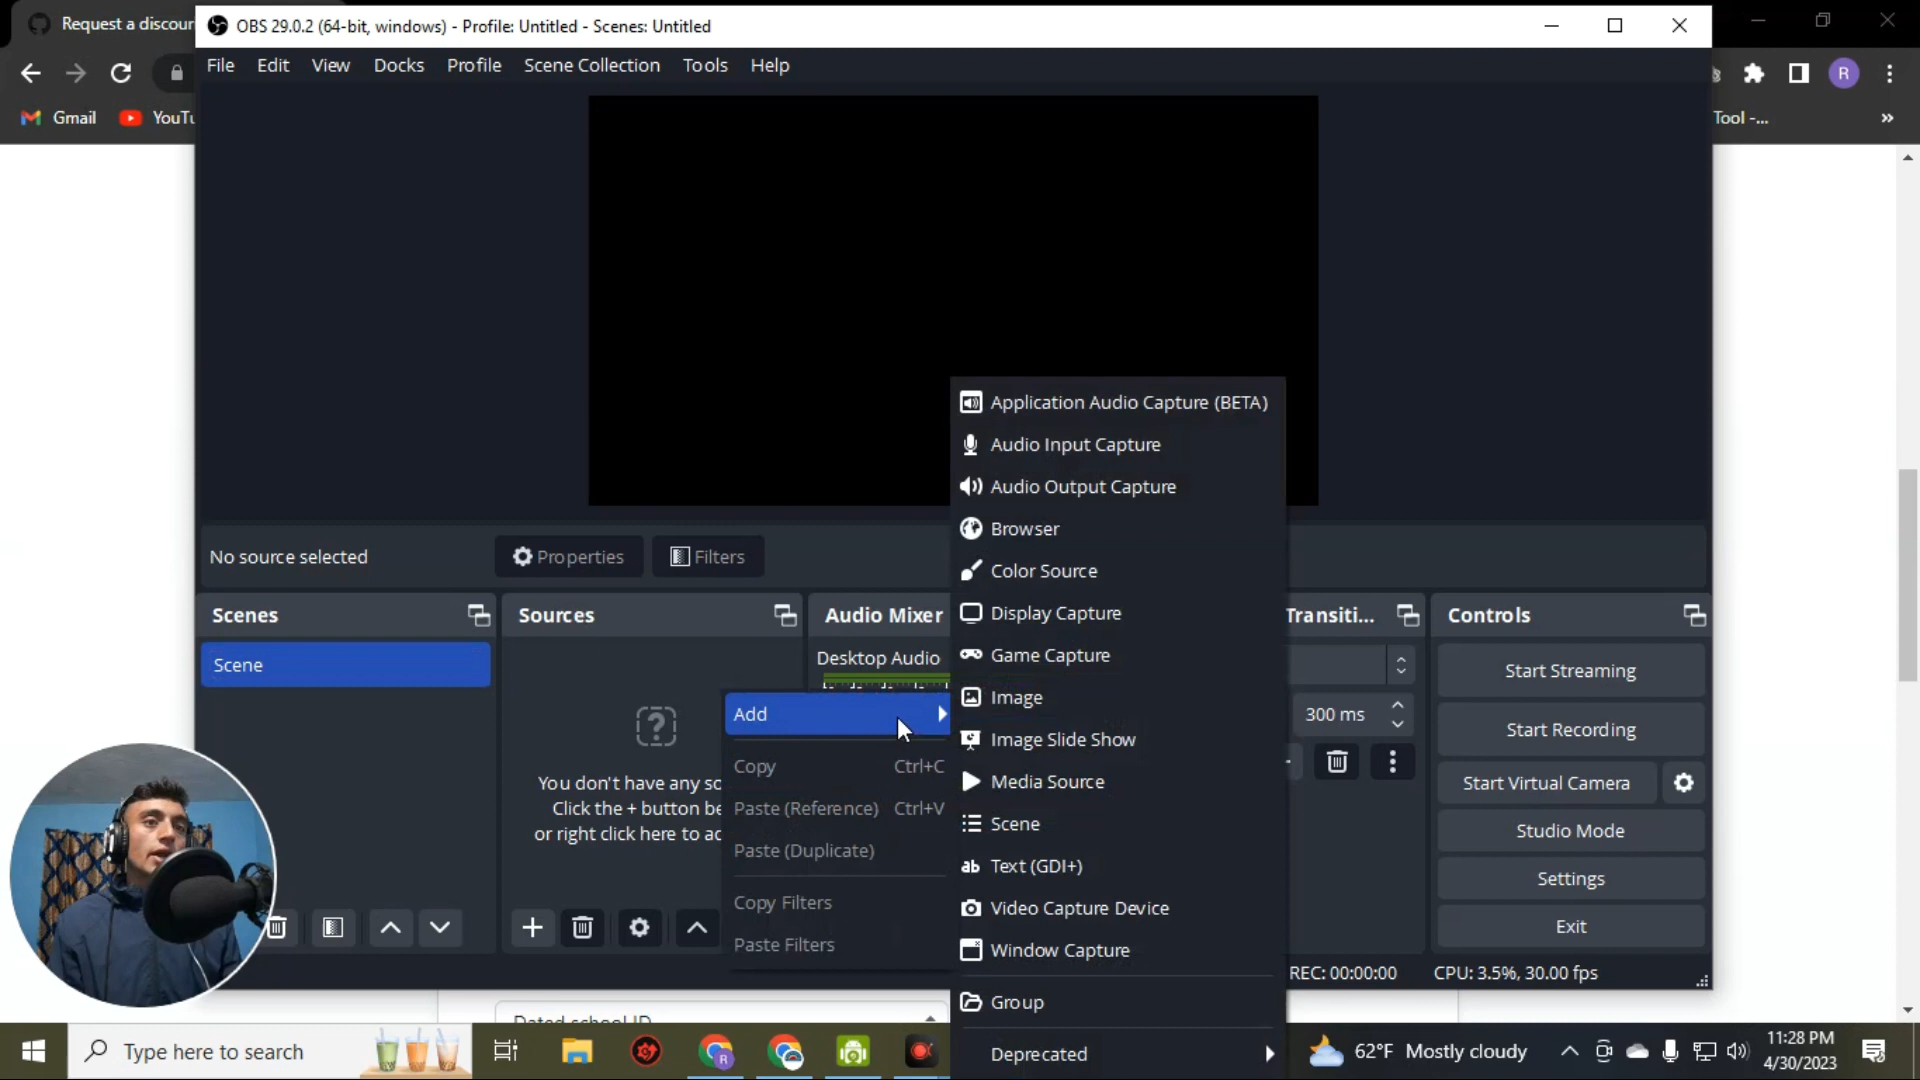 Request a discour
OBS 29.0.2 (64-bit, windows) - Profile: Untitled - Scenes: Untitled
File Edit View Docks Profile Scene Collection Tools Help
R
Gmail YouTu
Tool -...
»
No source selected
Properties
Filters
Scenes
Scene
Sources
You don't have any so
Click the + button be
or right click here to ad
Audio Mixer
Desktop Audio
Add
Copy Ctrl+C
Paste (Reference) Ctrl+V
Paste (Duplicate)
Copy Filters
Paste Filters
Application Audio Capture (BETA)
Audio Input Capture
Audio Output Capture
Browser
Color Source
Display Capture
Game Capture
Image
Image Slide Show
Media Source
Scene
ab Text (GDI+)
Video Capture Device
Window Capture
Group
Deprecated
Transiti...
300 ms
Controls
Start Streaming
Start Recording
Start Virtual Camera
Studio Mode
Settings
Exit
REC: 00:00:00 CPU: 3.5%, 30.00 fps
Type here to search
R
62°F Mostly cloudy
11:28 PM
4/30/2023